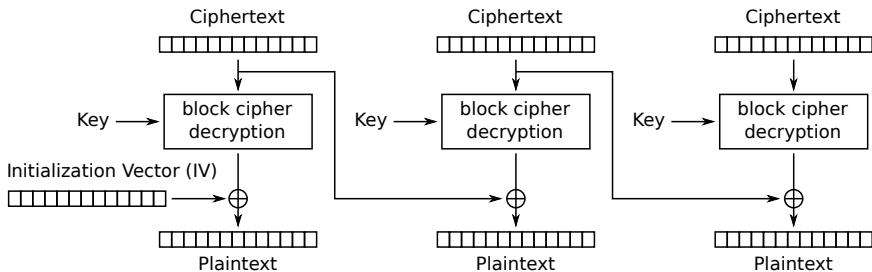 Ciphertext
Ciphertext
Ciphertext
Key
block cipher
decryption
Key
block cipher
decryption
Key
block cipher
decryption
Initialization Vector (IV)
Plaintext
Plaintext
Plaintext